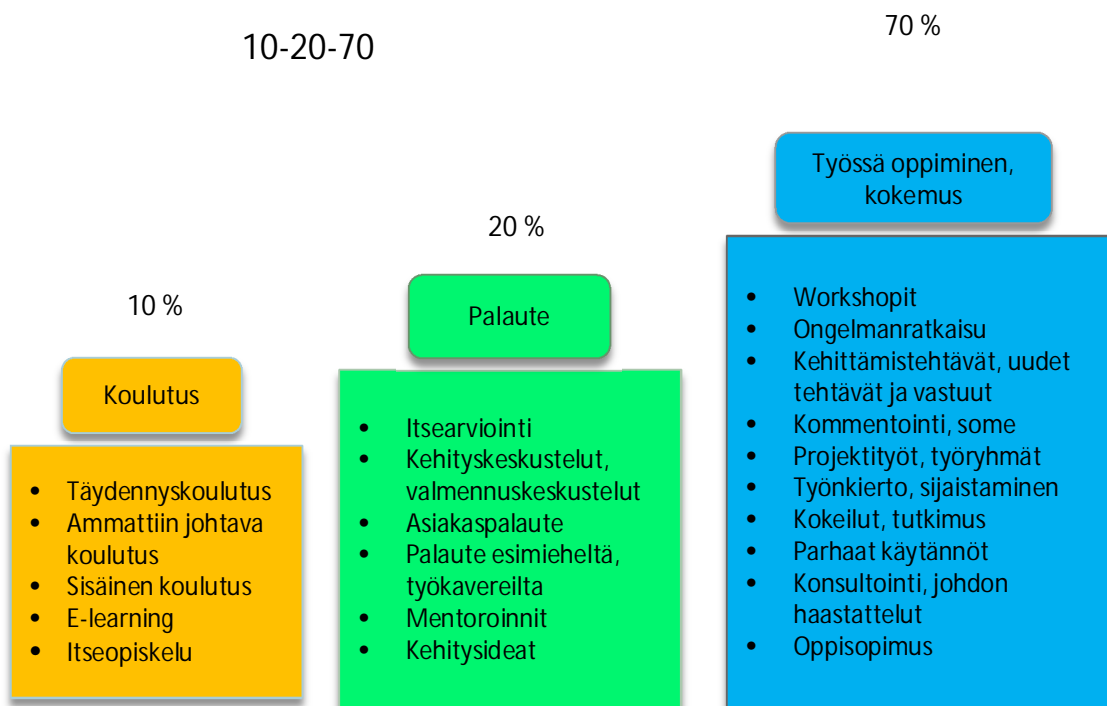 10-20-70
10 %
Koulutus
• Täydennyskoulutus
• Ammattiin johtava
koulutus
• Sisäinen koulutus
• E-learning
• Itseopiskelu
20 %
Palaute
• Itsearviointi
• Kehityskeskustelut,
valmennuskeskustelut
• Asiakaspalaute
• Palaute esimieheltä,
työkavereilta
• Mentoroinnit
• Kehitysideat
70 %
Työssä oppiminen,
kokemus
• Workshopit
• Ongelmanratkaisu
• Kehittämistehtävät, uudet
tehtävät ja vastuut
• Kommentointi, some
• Projektityöt, työryhmät
• Työnkierto, sijaistaminen
• Kokeilut, tutkimus
• Parhaat käytännöt
• Konsultointi, johdon
haastattelut
• Oppisopimus